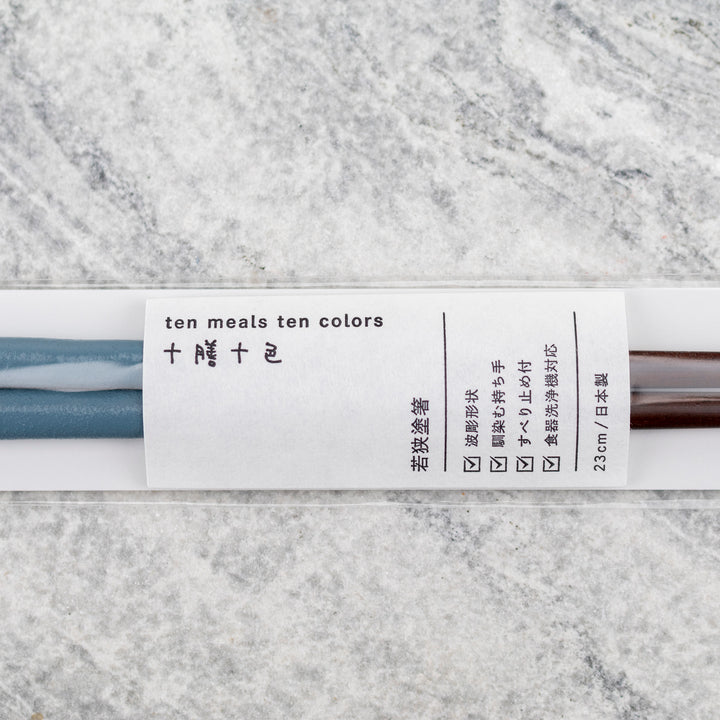 ten meals ten colors
十膳十色
若狭塗箸
波彫形状
馴染む持ち手
すべり止め付
食器洗浄機対応
23cm/日本製